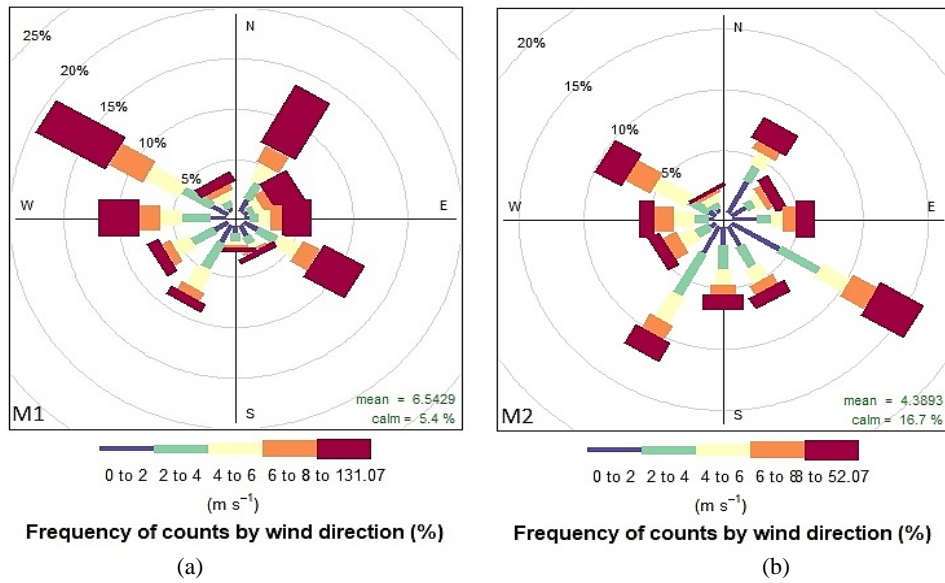 25%
20%
15%
10%
5%
N
W
E
S
M1
mean = 6.5429
calm = 5.4 %
0 to 2 2 to 4 4 to 6 6 to 8 to 131.07
(m s⁻¹)
Frequency of counts by wind direction (%)
(a)
20%
15%
10%
5%
N
W
E
S
M2
mean = 4.3893
calm = 16.7 %
0 to 2 2 to 4 4 to 6 6 to 88 to 52.07
(m s⁻¹)
Frequency of counts by wind direction (%)
(b)